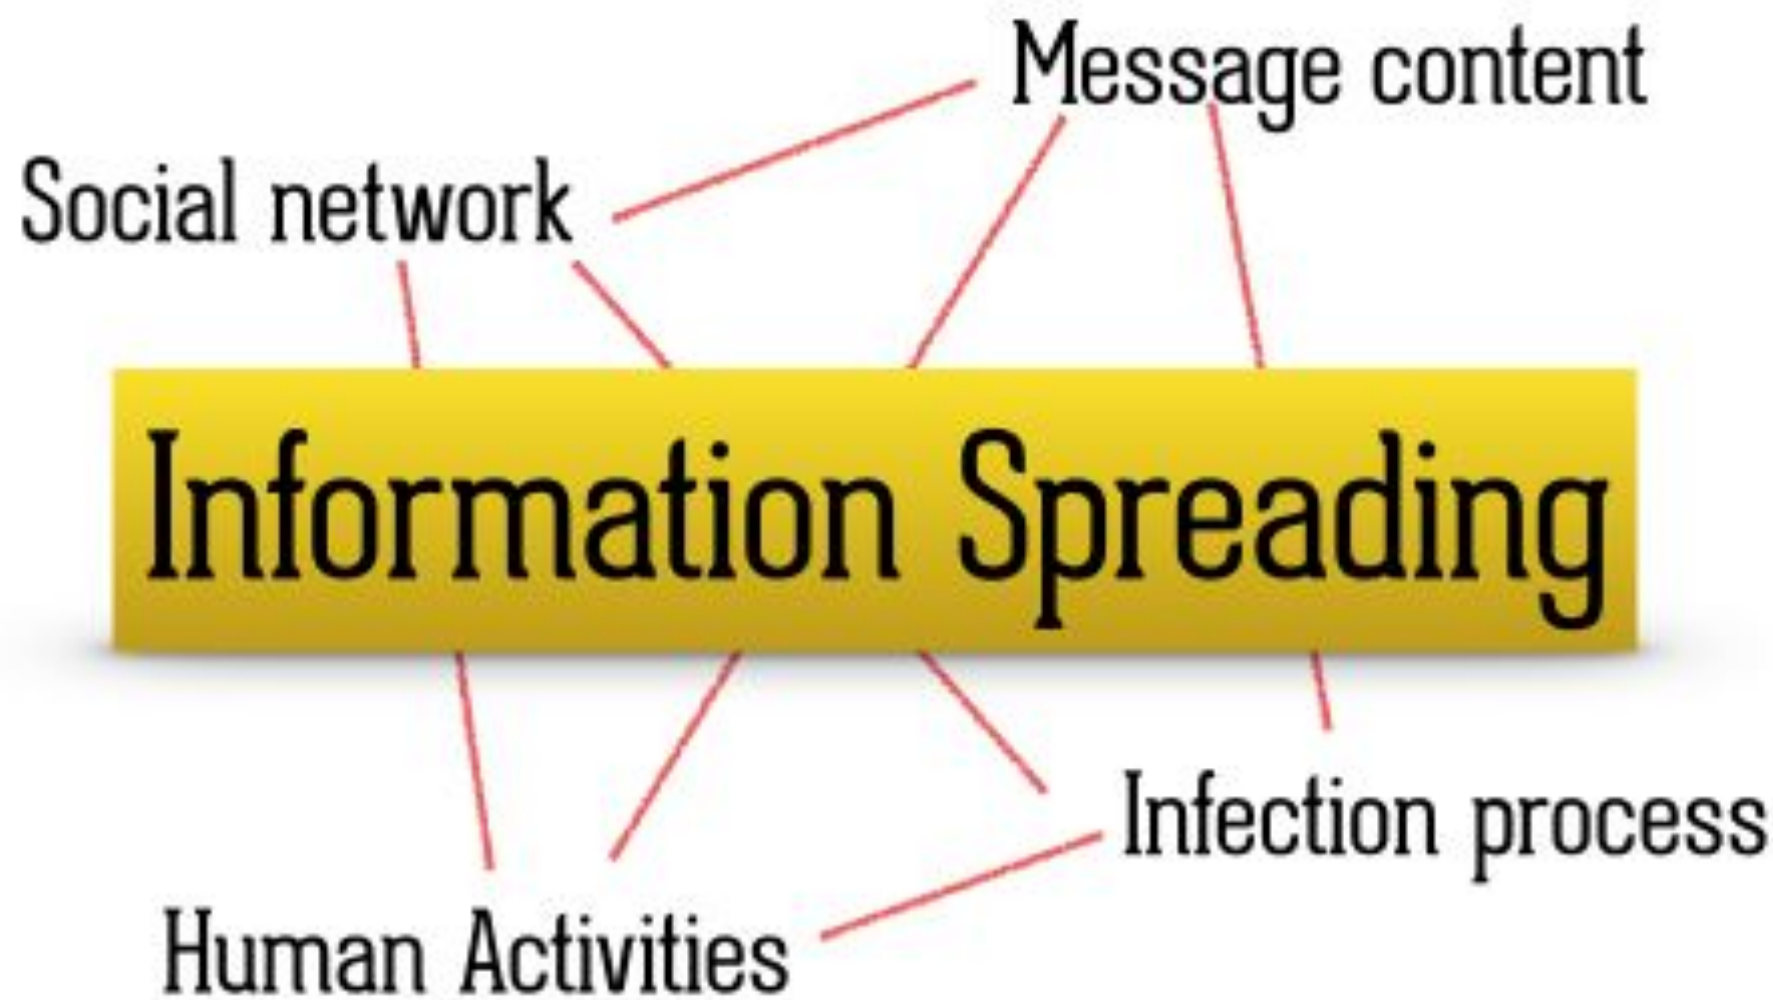 Message content
Social network
Information Spreading
Infection process
Human Activities